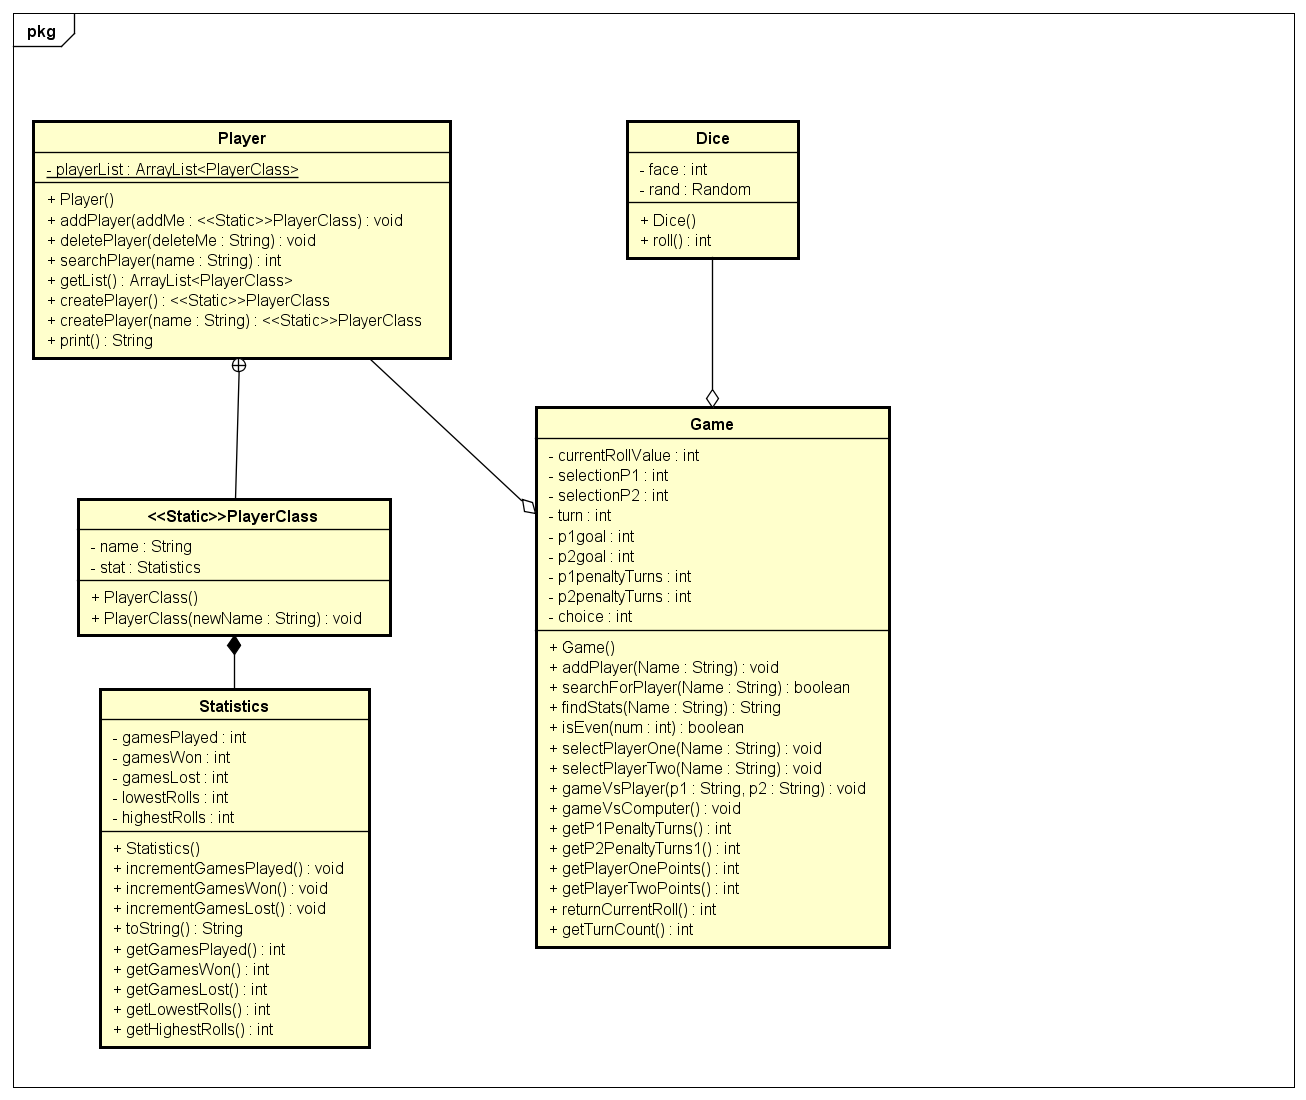 pkg
Player
- playerList : ArrayList<PlayerClass>
+ Player()
+ addPlayer(addMe : <<Static>>PlayerClass) : void
+ deletePlayer(deleteMe : String) : void
+ searchPlayer(name : String) : int
+ getList() : ArrayList<PlayerClass>
+ createPlayer() : <<Static>>PlayerClass
+ createPlayer(name : String) : <<Static>>PlayerClass
+ print() : String
Dice
- face : int
- rand : Random
+ Dice()
+ roll() : int
<<Static>>PlayerClass
- name : String
- stat : Statistics
+ PlayerClass()
+ PlayerClass(newName : String) : void
Statistics
- gamesPlayed : int
- gamesWon : int
- gamesLost : int
- lowestRolls : int
- highestRolls : int
+ Statistics()
+ incrementGamesPlayed() : void
+ incrementGamesWon() : void
+ incrementGamesLost() : void
+ toString() : String
+ getGamesPlayed() : int
+ getGamesWon() : int
+ getGamesLost() : int
+ getLowestRolls() : int
+ getHighestRolls() : int
Game
- currentRollValue : int
- selectionP1 : int
- selectionP2 : int
- turn : int
- p1goal : int
- p2goal : int
- p1penaltyTurns : int
- p2penaltyTurns : int
- choice : int
+ Game()
+ addPlayer(Name : String) : void
+ searchForPlayer(Name : String) : boolean
+ findStats(Name : String) : String
+ isEven(num : int) : boolean
+ selectPlayerOne(Name : String) : void
+ selectPlayerTwo(Name : String) : void
+ gameVsPlayer(p1 : String, p2 : String) : void
+ gameVsComputer() : void
+ getP1PenaltyTurns() : int
+ getP2PenaltyTurns1() : int
+ getPlayerOnePoints() : int
+ getPlayerTwoPoints() : int
+ returnCurrentRoll() : int
+ getTurnCount() : int